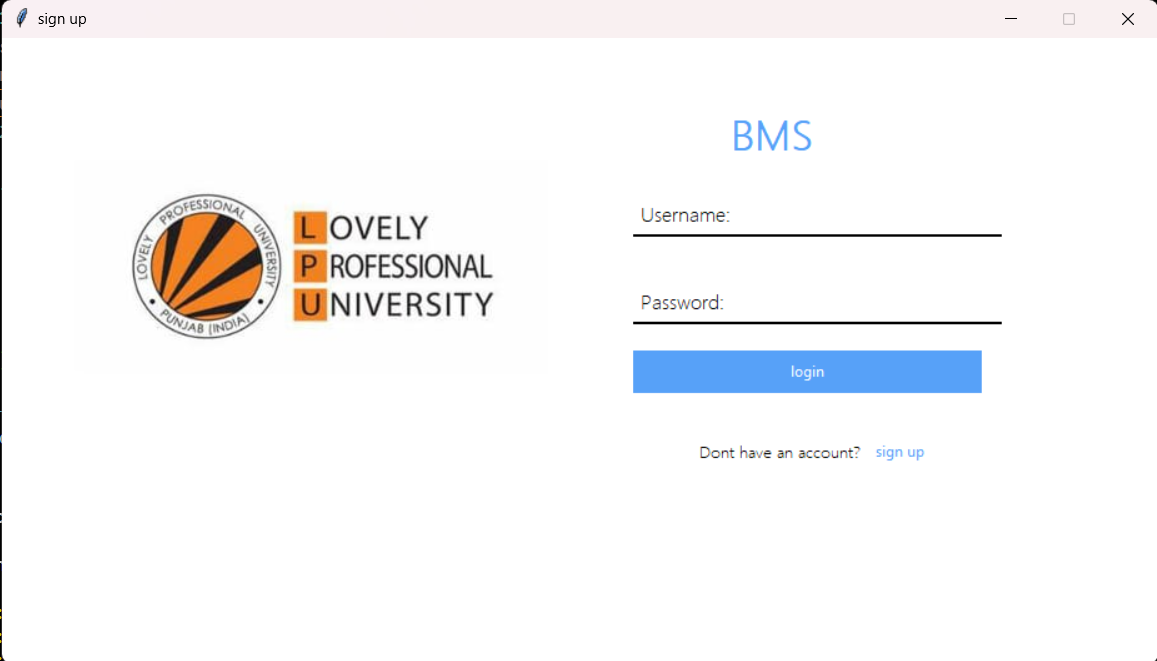 sign up
BMS
LOVELY PROFESSIONAL UNIVERSITY
• PUNJAB (INDIA) •
LOVELY
PROFESSIONAL
UNIVERSITY
Username:
Password:
login
Dont have an account? sign up